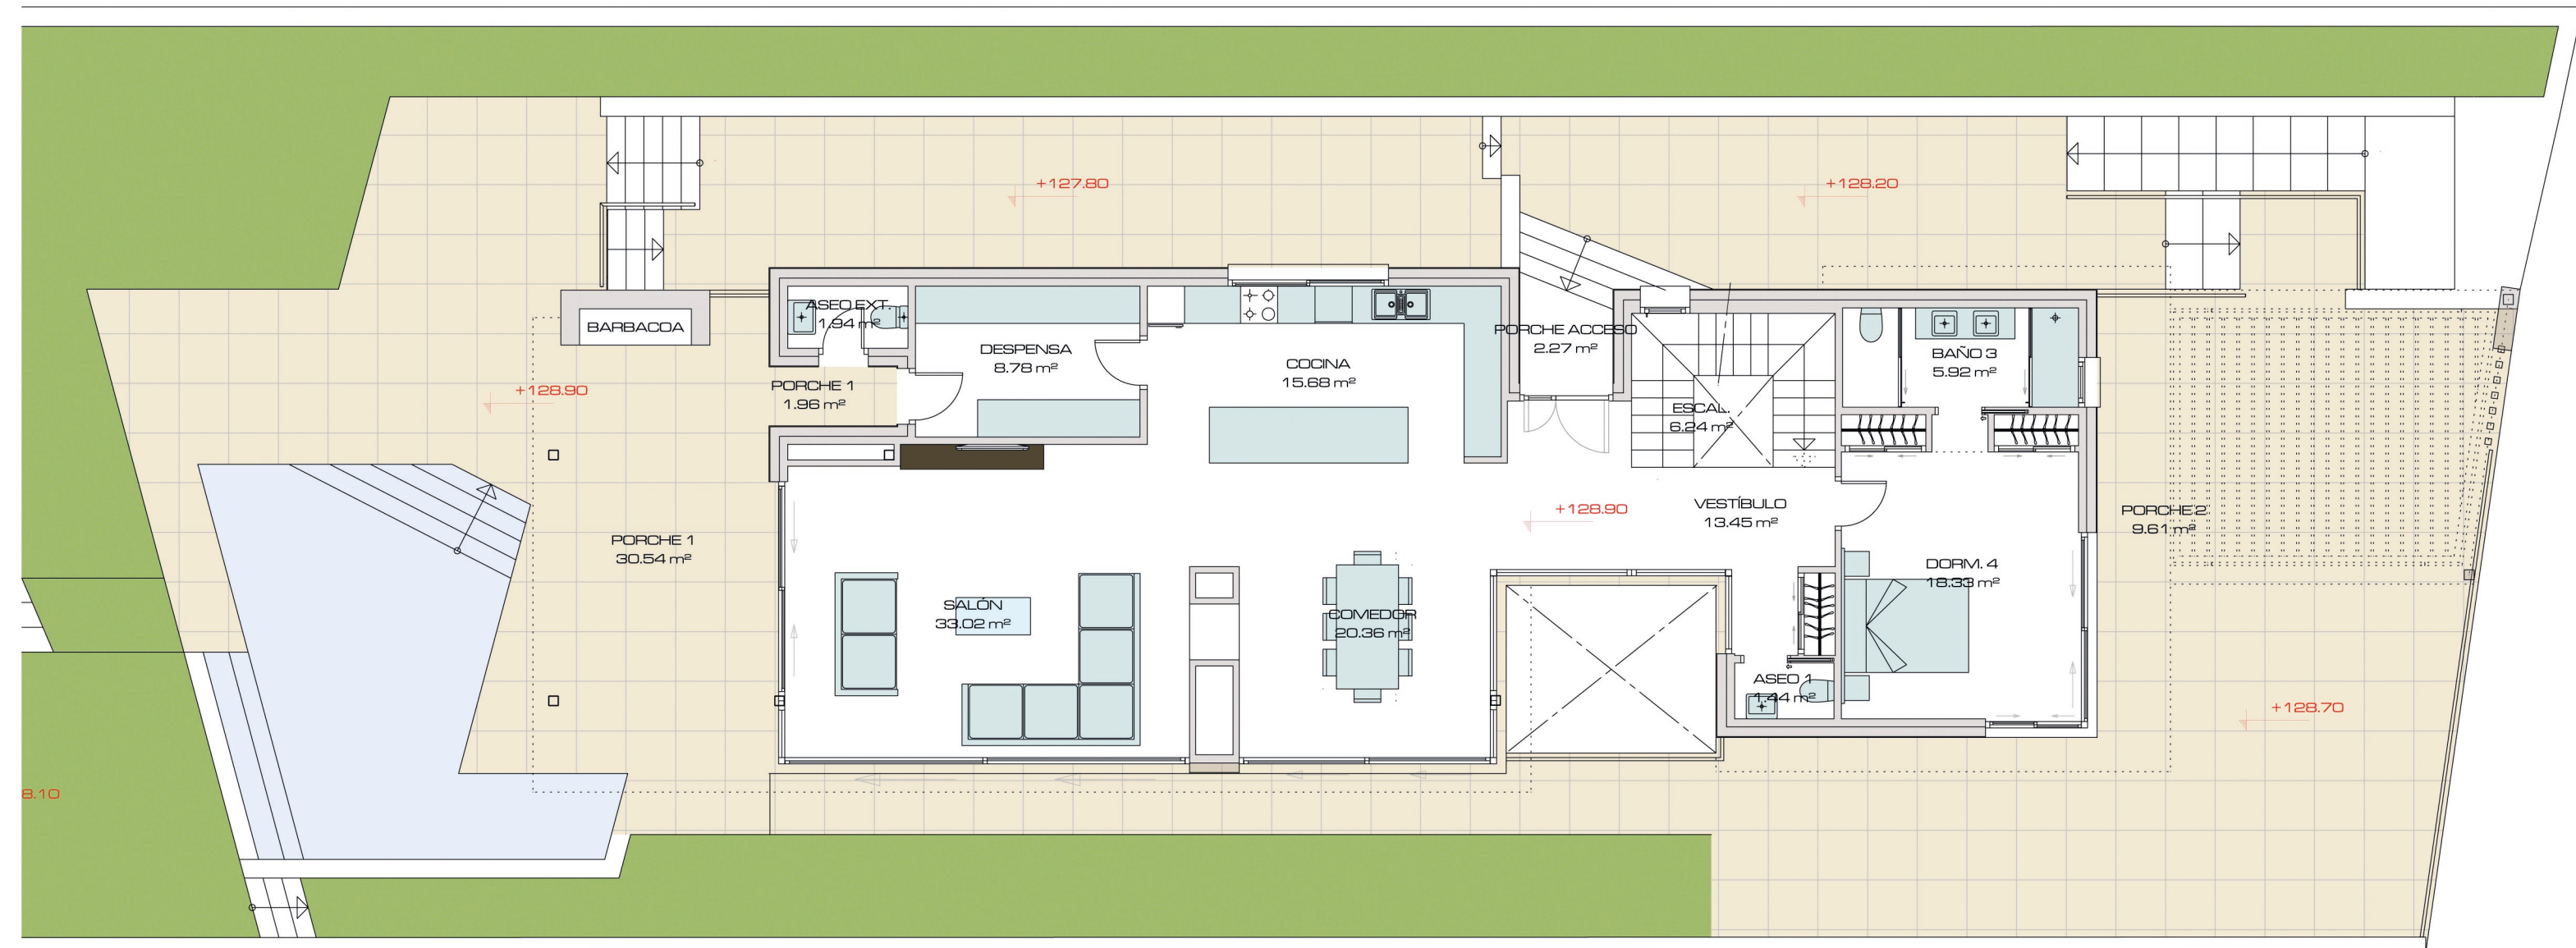 +127.80
+128.20
ASEO EXT.
1.94 m²
BARBACOA
DESPENSA
8.78 m²
COCINA
15.68 m²
PORCHE ACCESO
2.27 m²
BAÑO 3
5.92 m²
+128.90
PORCHE 1
1.96 m²
ESCAL.
6.24 m²
+128.90
VESTÍBULO
13.45 m²
PORCHE 2
9.61 m²
PORCHE 1
30.54 m²
DORM. 4
18.33 m²
SALÓN
33.02 m²
COMEDOR
20.36 m²
ASEO 1
1.44 m²
+128.70
8.10